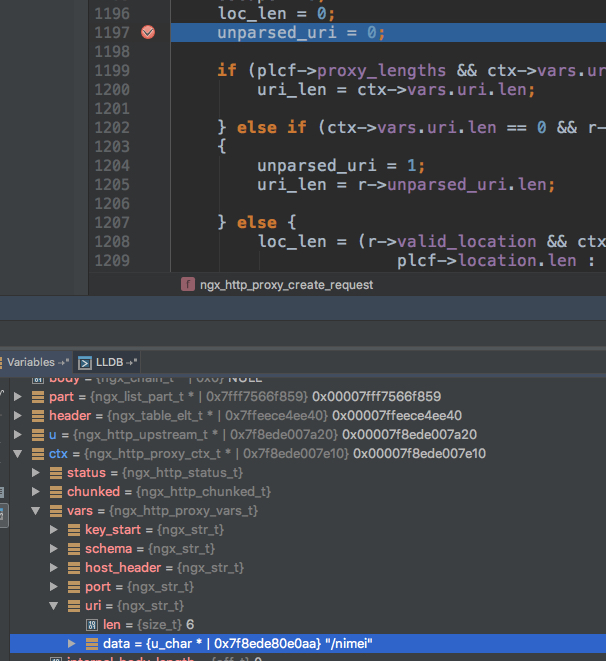 1196 loc_len = 0;
1197 unparsed_uri = 0;
1198
1199 if (plcf->proxy_lengths && ctx->vars.ur
1200 uri_len = ctx->vars.uri.len;
1201
1202 } else if (ctx->vars.uri.len == 0 && r-
1203 {
1204 unparsed_uri = 1;
1205 uri_len = r->unparsed_uri.len;
1206
1207 } else {
1208 loc_len = (r->valid_location && ctx
1209 plcf->location.len :
f ngx_http_proxy_create_request
Variables →" LLDB →"
body = {ngx_chain_t * | 0x0} NULL
part = {ngx_list_part_t * | 0x7fff7566f859} 0x00007fff7566f859
header = {ngx_table_elt_t * | 0x7ffeece4ee40} 0x00007ffeece4ee40
u = {ngx_http_upstream_t * | 0x7f8ede007a20} 0x00007f8ede007a20
ctx = {ngx_http_proxy_ctx_t * | 0x7f8ede007e10} 0x00007f8ede007e10
status = {ngx_http_status_t}
chunked = {ngx_http_chunked_t}
vars = {ngx_http_proxy_vars_t}
key_start = {ngx_str_t}
schema = {ngx_str_t}
host_header = {ngx_str_t}
port = {ngx_str_t}
uri = {ngx_str_t}
len = {size_t} 6
data = {u_char * | 0x7f8ede80e0aa} "/nimei"
internal_body_length = {off_t} 0